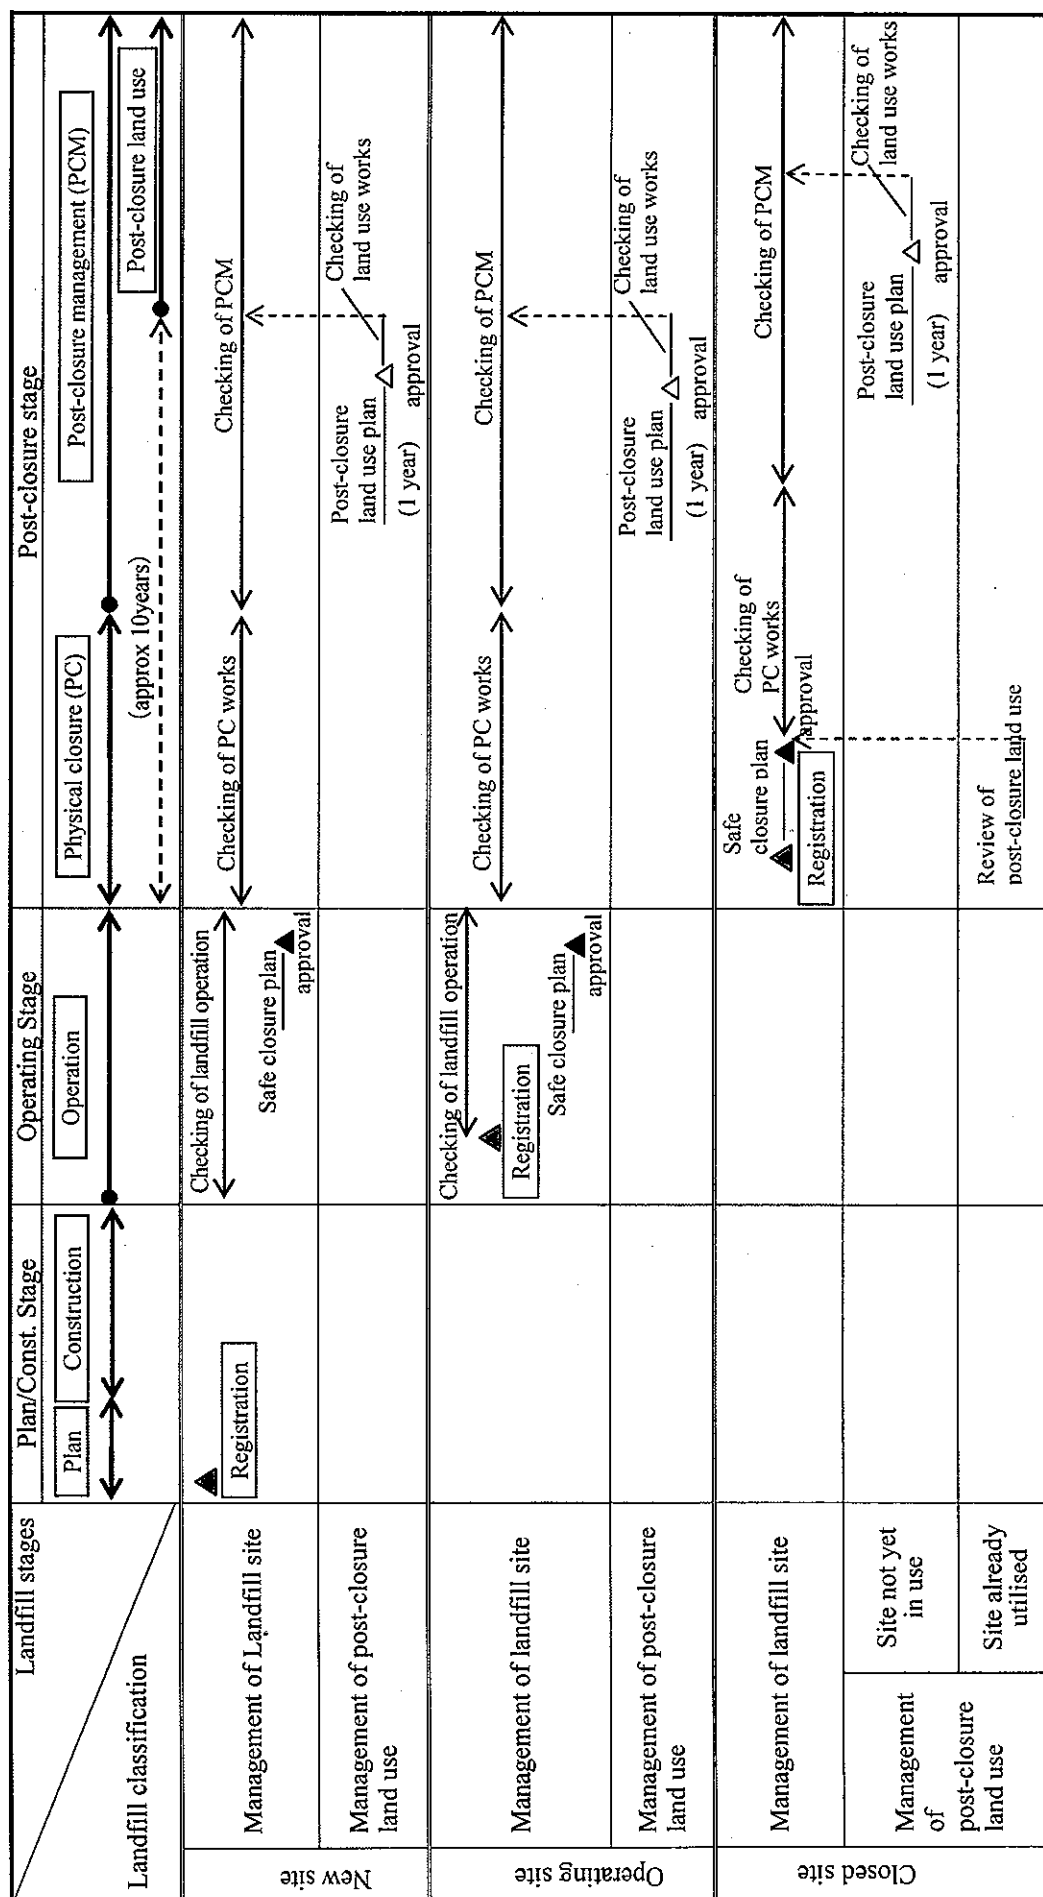 Landfill stages
Landfill classification
Plan/Const. Stage
Operating Stage
Post-closure stage
Plan
Construction
Operation
Physical closure (PC)
Post-closure management (PCM)
(approx 10years)
Post-closure land use
New site
Management of Landfill site
Registration
Checking of landfill operation
Safe closure plan
approval
Checking of PC works
Checking of PCM
Management of post-closure
land use
Post-closure
land use plan
(1 year)
approval
Checking of
land use works
Operating site
Management of landfill site
Checking of landfill operation
Registration
Safe closure plan
approval
Checking of PC works
Checking of PCM
Management of post-closure
land use
Post-closure
land use plan
(1 year)
approval
Checking of
land use works
Closed site
Management of landfill site
Safe
closure plan
Registration
approval
Checking of
PC works
Checking of PCM
Management
of
post-closure
land use
Site not yet
in use
Post-closure
land use plan
(1 year)
approval
Checking of
land use works
Site already
utilised
Review of
post-closure land use